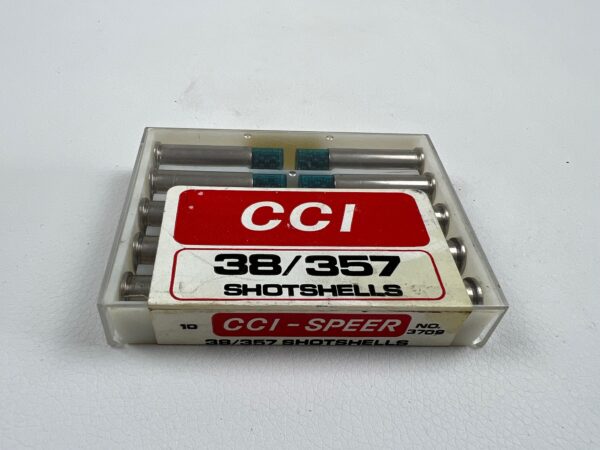 CCI
38/357
SHOTSHELLS
10 CCI-SPEER NO. 3709
38/357 SHOTSHELLS